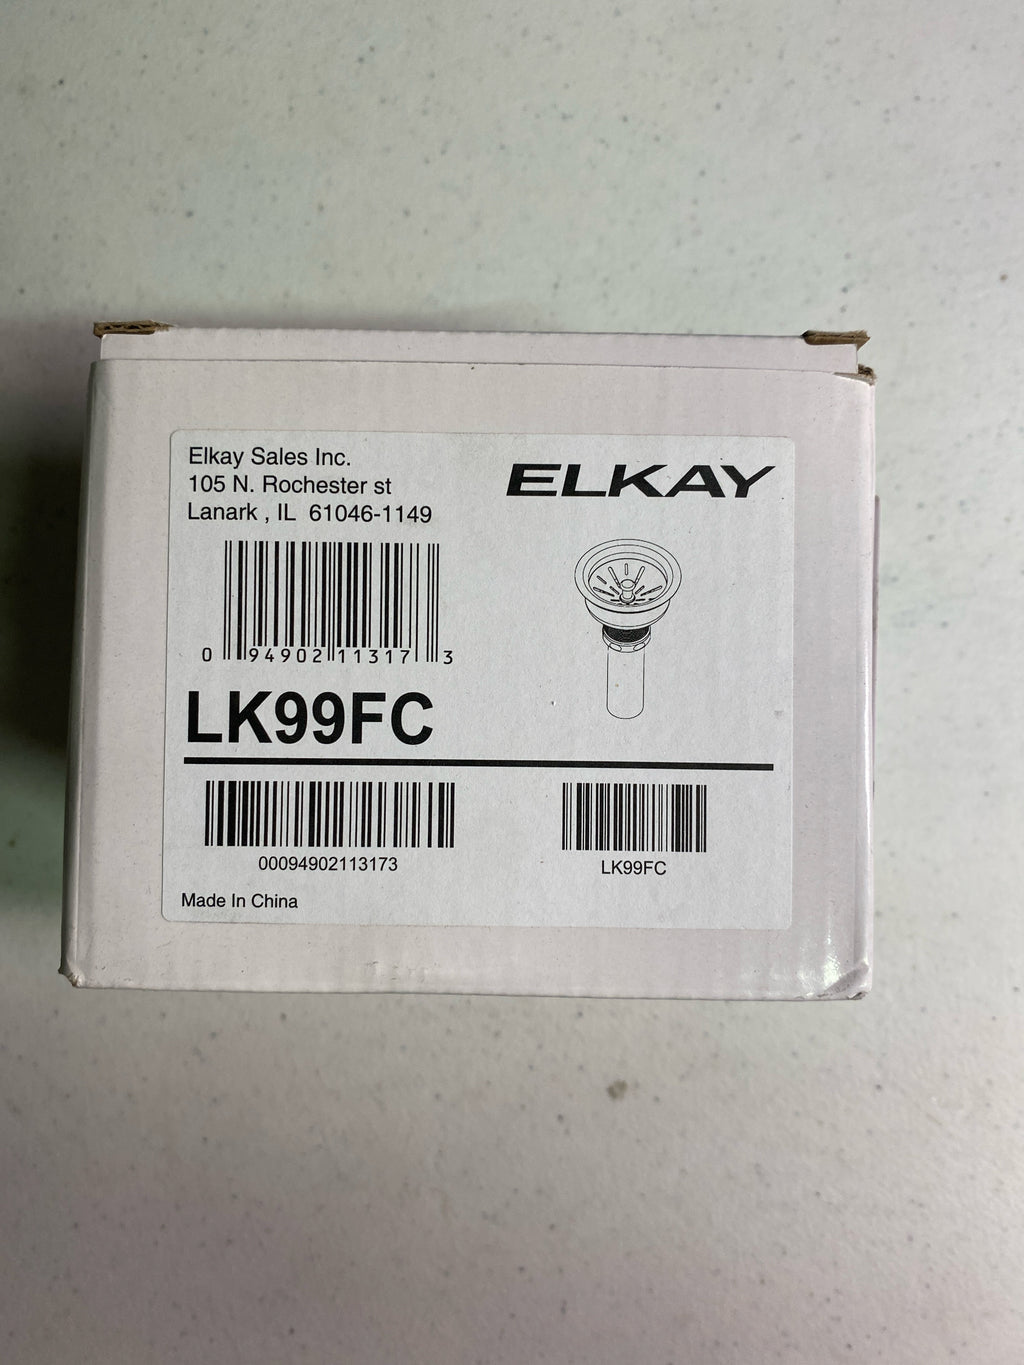 Elkay Sales Inc.
105 N. Rochester st
Lanark , IL 61046-1149
ELKAY
0 94902 11317 3
LK99FC
00094902113173
LK99FC
Made In China